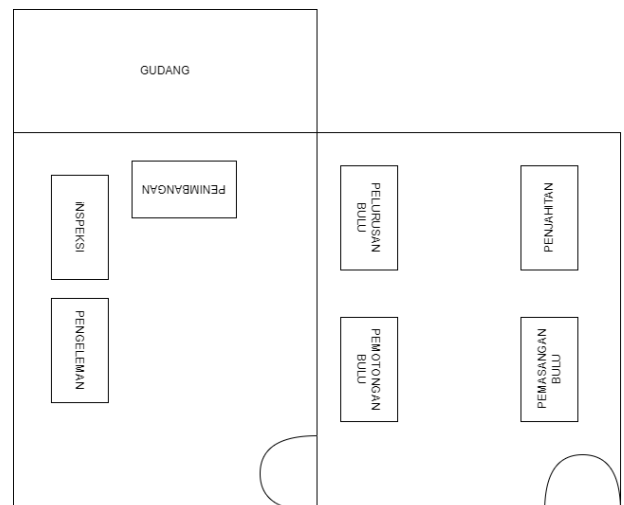 GUDANG
PENIMBANGAN
INSPEKSI
PENGELEMAN
PELURUSAN
BULU
PENJAHITAN
PEMOTONGAN
BULU
PEMASANGAN
BULU